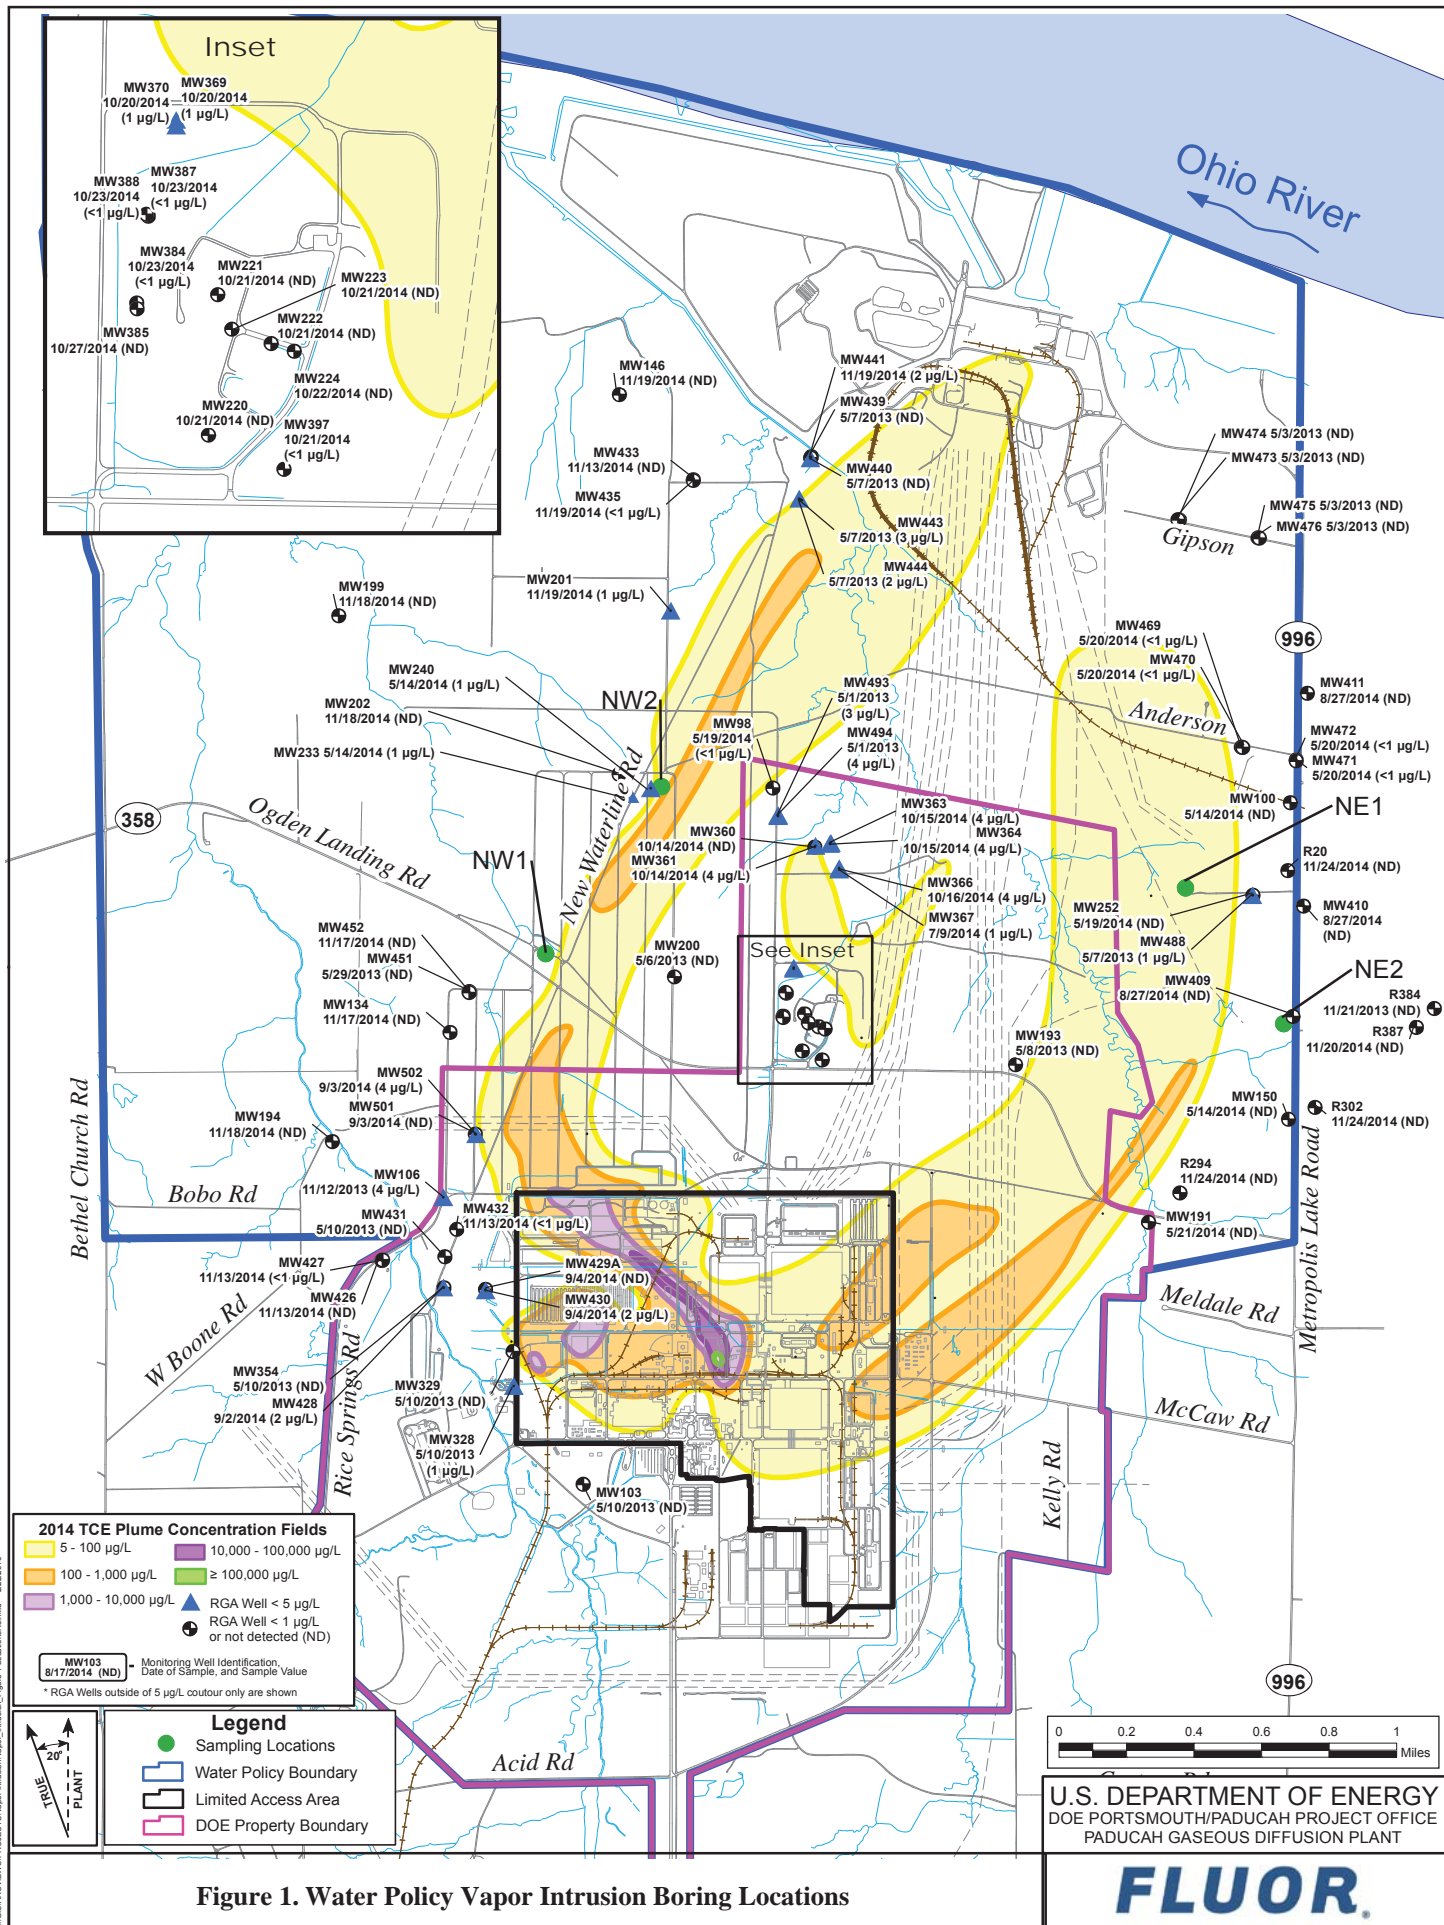 Inset
MW370
10/20/2014
(1 µg/L)
MW369
10/20/2014
(1 µg/L)
MW388
10/23/2014
(<1 µg/L)
MW387
10/23/2014
(<1 µg/L)
MW384
10/23/2014
(<1 µg/L)
MW221
10/21/2014 (ND)
MW223
10/21/2014 (ND)
MW222
10/21/2014 (ND)
MW385
10/27/2014 (ND)
MW224
10/22/2014 (ND)
MW220
10/21/2014 (ND)
MW397
10/21/2014
(<1 µg/L)
Ohio River
MW146
11/19/2014 (ND)
MW441
11/19/2014 (2 µg/L)
MW439
5/7/2013 (ND)
MW433
11/13/2014 (ND)
MW435
11/19/2014 (<1 µg/L)
MW440
5/7/2013 (ND)
MW443
5/7/2013 (3 µg/L)
MW444
5/7/2013 (2 µg/L)
MW474 5/3/2013 (ND)
MW473 5/3/2013 (ND)
MW475 5/3/2013 (ND)
MW476 5/3/2013 (ND)
Gipson
MW199
11/18/2014 (ND)
MW201
11/19/2014 (1 µg/L)
MW469
5/20/2014 (<1 µg/L)
MW470
5/20/2014 (<1 µg/L)
996
MW411
8/27/2014 (ND)
MW240
5/14/2014 (1 µg/L)
MW202
11/18/2014 (ND)
MW233 5/14/2014 (1 µg/L)
NW2
MW98
5/19/2014
(<1 µg/L)
MW493
5/1/2013
(3 µg/L)
MW494
5/1/2013
(4 µg/L)
Anderson
MW472
5/20/2014 (<1 µg/L)
MW471
5/20/2014 (<1 µg/L)
MW100
5/14/2014 (ND)
NE1
358
Ogden Landing Rd
New Waterline Rd
NW1
MW360
10/14/2014 (ND)
MW361
10/14/2014 (4 µg/L)
MW363
10/15/2014 (4 µg/L)
MW364
10/15/2014 (4 µg/L)
MW366
10/16/2014 (4 µg/L)
MW367
7/9/2014 (1 µg/L)
R20
11/24/2014 (ND)
MW252
5/19/2014 (ND)
MW488
5/7/2013 (1 µg/L)
MW410
8/27/2014
(ND)
MW452
11/17/2014 (ND)
MW451
5/29/2013 (ND)
MW134
11/17/2014 (ND)
MW200
5/6/2013 (ND)
See Inset
MW409
8/27/2014 (ND)
NE2
R384
11/21/2013 (ND)
R387
11/20/2014 (ND)
MW193
5/8/2013 (ND)
MW502
9/3/2014 (4 µg/L)
MW501
9/3/2014 (ND)
MW194
11/18/2014 (ND)
MW150
5/14/2014 (ND)
R302
11/24/2014 (ND)
Bethel Church Rd
Bobo Rd
MW106
11/12/2013 (4 µg/L)
MW431
5/10/2013 (ND)
MW432
11/13/2014 (<1 µg/L)
R294
11/24/2014 (ND)
MW191
5/21/2014 (ND)
Metropolis Lake Road
MW427
11/13/2014 (<1 µg/L)
MW426
11/13/2014 (ND)
MW429A
9/4/2014 (ND)
MW430
9/4/2014 (2 µg/L)
Meldale Rd
W Boone Rd
Rice Springs Rd
MW354
5/10/2013 (ND)
MW428
9/2/2014 (2 µg/L)
MW329
5/10/2013 (ND)
MW328
5/10/2013
(1 µg/L)
McCaw Rd
Kelly Rd
MW103
5/10/2013 (ND)
2014 TCE Plume Concentration Fields
5 - 100 µg/L
10,000 - 100,000 µg/L
100 - 1,000 µg/L
≥ 100,000 µg/L
1,000 - 10,000 µg/L
RGA Well < 5 µg/L
RGA Well < 1 µg/L
or not detected (ND)
MW103
8/17/2014 (ND)
- Monitoring Well Identification,
Date of Sample, and Sample Value
* RGA Wells outside of 5 µg/L coutour only are shown
996
Acid Rd
TRUE
20°
PLANT
Legend
Sampling Locations
Water Policy Boundary
Limited Access Area
DOE Property Boundary
0 0.2 0.4 0.6 0.8 1
Miles
U.S. DEPARTMENT OF ENERGY
DOE PORTSMOUTH/PADUCAH PROJECT OFFICE
PADUCAH GASEOUS DIFFUSION PLANT
Figure 1. Water Policy Vapor Intrusion Boring Locations
FLUOR.